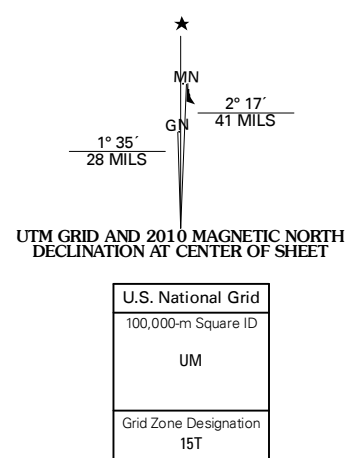 MN
2° 17´
41 MILS
GN
1° 35´
28 MILS
UTM GRID AND 2010 MAGNETIC NORTH
DECLINATION AT CENTER OF SHEET
U.S. National Grid
100,000-m Square ID
UM
Grid Zone Designation
15T